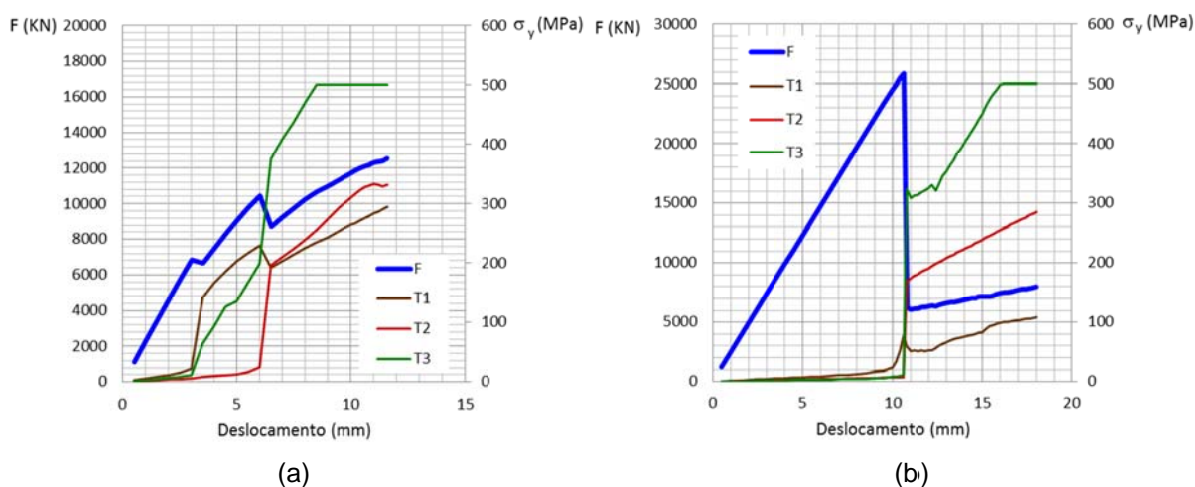 F (KN)
20000
18000
16000
14000
12000
10000
8000
6000
4000
2000
0
600
500
400
300
200
100
0
σy (MPa)
F
T1
T2
T3
0 5 10 15
Deslocamento (mm)
(a)
F (KN)
30000
25000
20000
15000
10000
5000
0
600
500
400
300
200
100
0
σy (MPa)
F
T1
T2
T3
0 5 10 15 20
Deslocamento (mm)
(b)